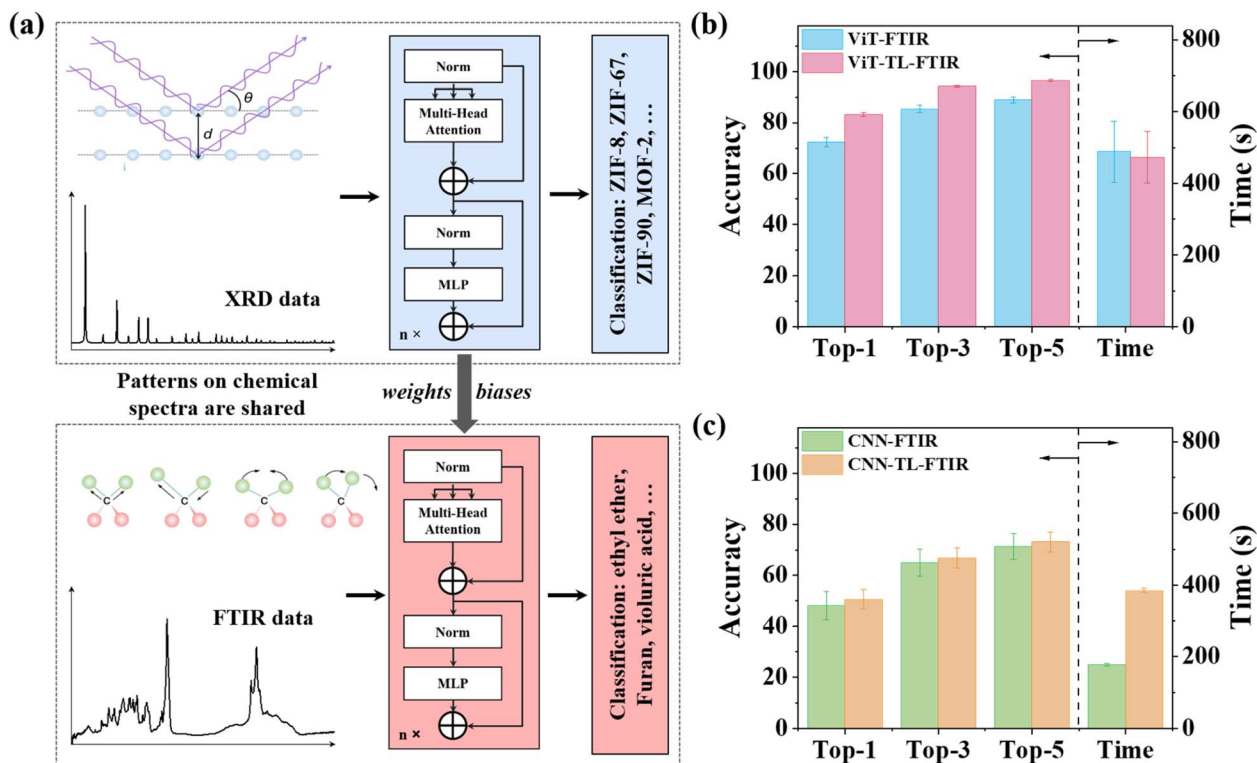 (a)
θ
d
XRD data
Norm
Multi-Head
Attention
Norm
MLP
n ×
Classification: ZIF-8, ZIF-67,
ZIF-90, MOF-2, …
Patterns on chemical
spectra are shared
weights
biases
C
C
C
C
FTIR data
Norm
Multi-Head
Attention
Norm
MLP
n ×
Classification: ethyl ether,
Furan, violuric acid, …
(b)
ViT-FTIR
ViT-TL-FTIR
Accuracy
100
80
60
40
20
0
Top-1
Top-3
Top-5
Time
800
600
400
200
0
Time (s)
(c)
CNN-FTIR
CNN-TL-FTIR
Accuracy
100
80
60
40
20
0
Top-1
Top-3
Top-5
Time
800
600
400
200
0
Time (s)